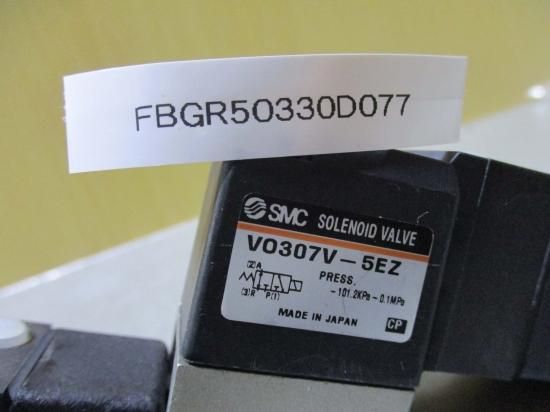 FBGR50330D077
SMC SOLENOID VALVE
VO307V-5EZ
(2)A
(3)R P(1)
PRESS.
-101.2KPa~0.1MPa
MADE IN JAPAN
CP